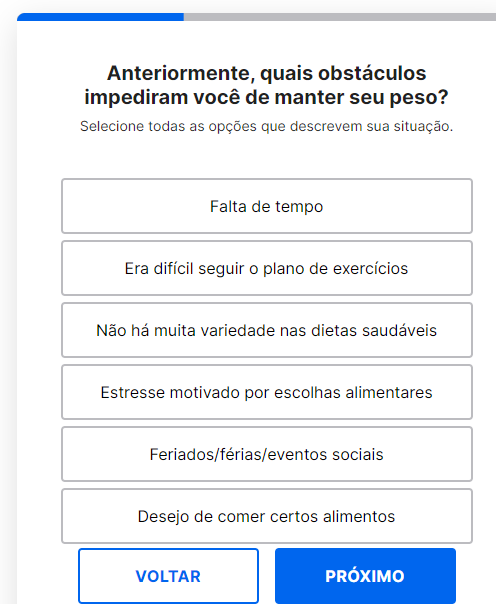 Anteriormente, quais obstáculos
impediram você de manter seu peso?
Selecione todas as opções que descrevem sua situação.
Falta de tempo
Era difícil seguir o plano de exercícios
Não há muita variedade nas dietas saudáveis
Estresse motivado por escolhas alimentares
Feriados/férias/eventos sociais
Desejo de comer certos alimentos
VOLTAR
PRÓXIMO